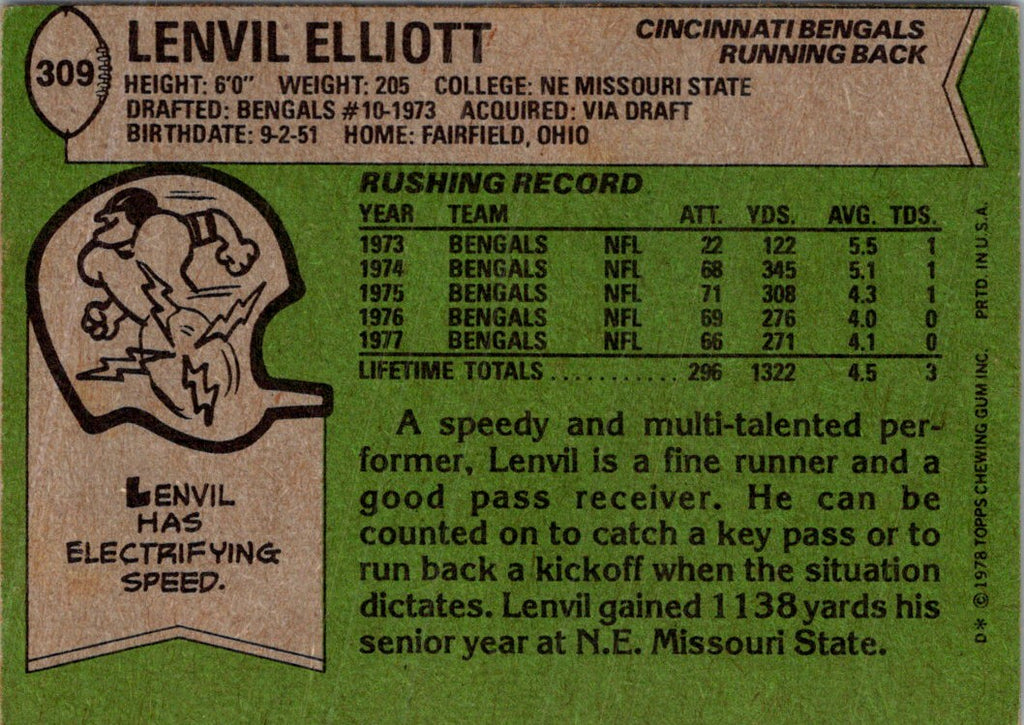 309
LENVIL ELLIOTT
CINCINNATI BENGALS
RUNNING BACK
HEIGHT: 6'0" WEIGHT: 205 COLLEGE: NE MISSOURI STATE
DRAFTED: BENGALS #10-1973 ACQUIRED: VIA DRAFT
BIRTHDATE: 9-2-51 HOME: FAIRFIELD, OHIO
RUSHING RECORD
YEAR TEAM ATT. YDS. AVG. TDS.
1973 BENGALS NFL 22 122 5.5 1
1974 BENGALS NFL 68 345 5.1 1
1975 BENGALS NFL 71 308 4.3 1
1976 BENGALS NFL 69 276 4.0 0
1977 BENGALS NFL 66 271 4.1 0
LIFETIME TOTALS........... 296 1322 4.5 3
A speedy and multi-talented per-
former, Lenvil is a fine runner and a
good pass receiver. He can be
counted on to catch a key pass or to
run back a kickoff when the situation
dictates. Lenvil gained 1138 yards his
senior year at N.E. Missouri State.
LENVIL
HAS
ELECTRIFYING
SPEED.
D* © 1978 TOPPS CHEWING GUM INC. PRTD IN U.S.A.